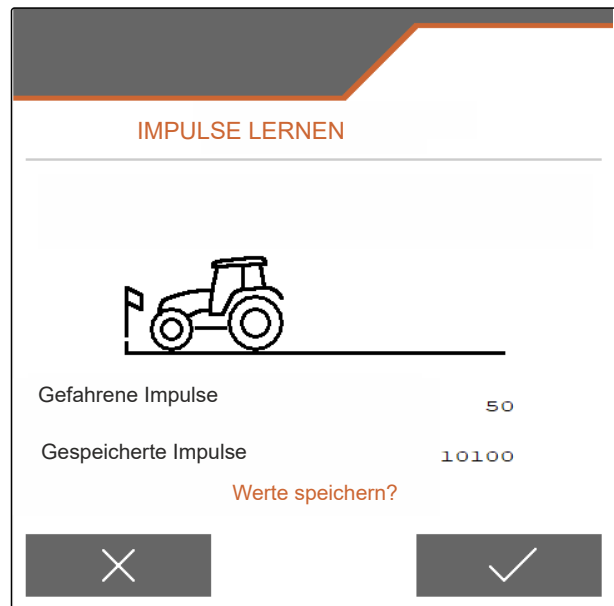 IMPULSE LERNEN
Gefahrene Impulse 50
Gespeicherte Impulse 10100
Werte speichern?